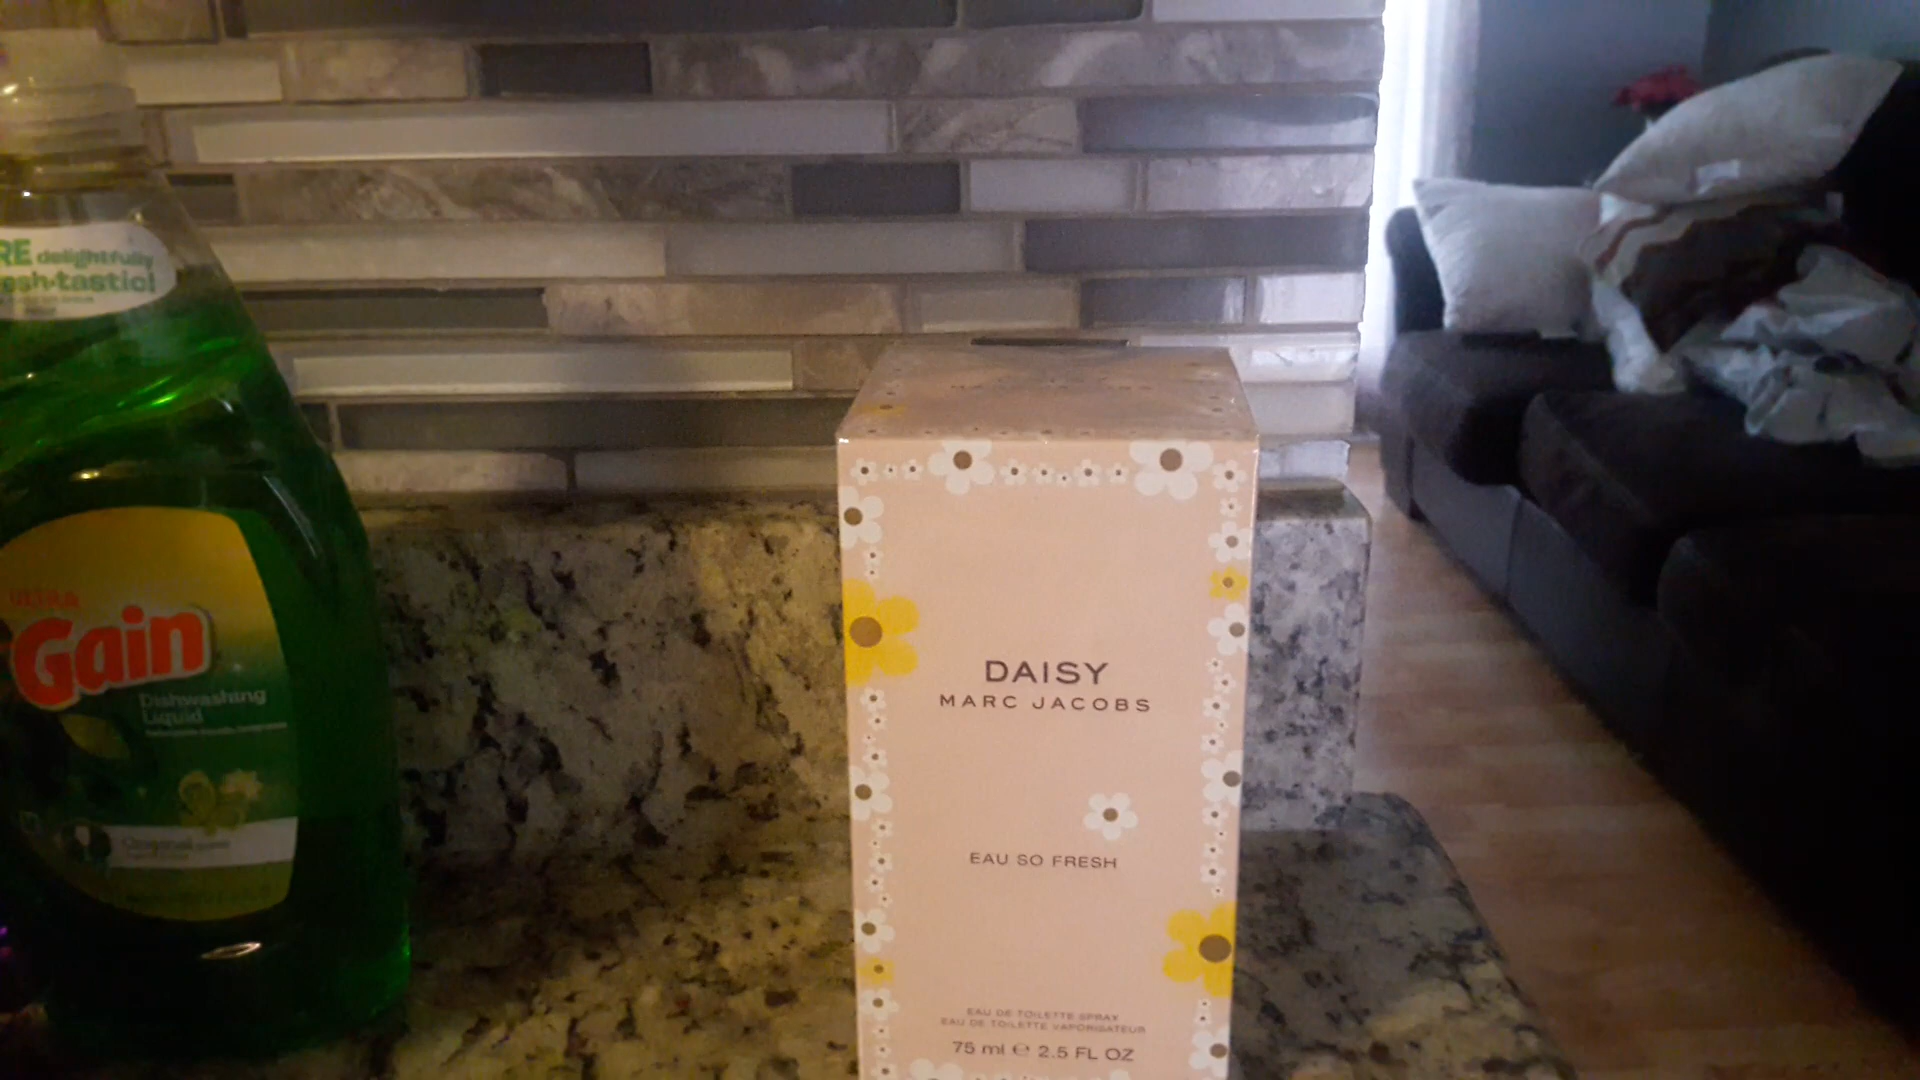 RE delightfully
esh-tastic!
ULTRA
Gain
Dishwashing
Liquid
DAISY
MARC JACOBS
EAU SO FRESH
EAU DE TOILETTE SPRAY
EAU DE TOILETTE VAPORISATEUR
75 ml ℮ 2.5 FL OZ